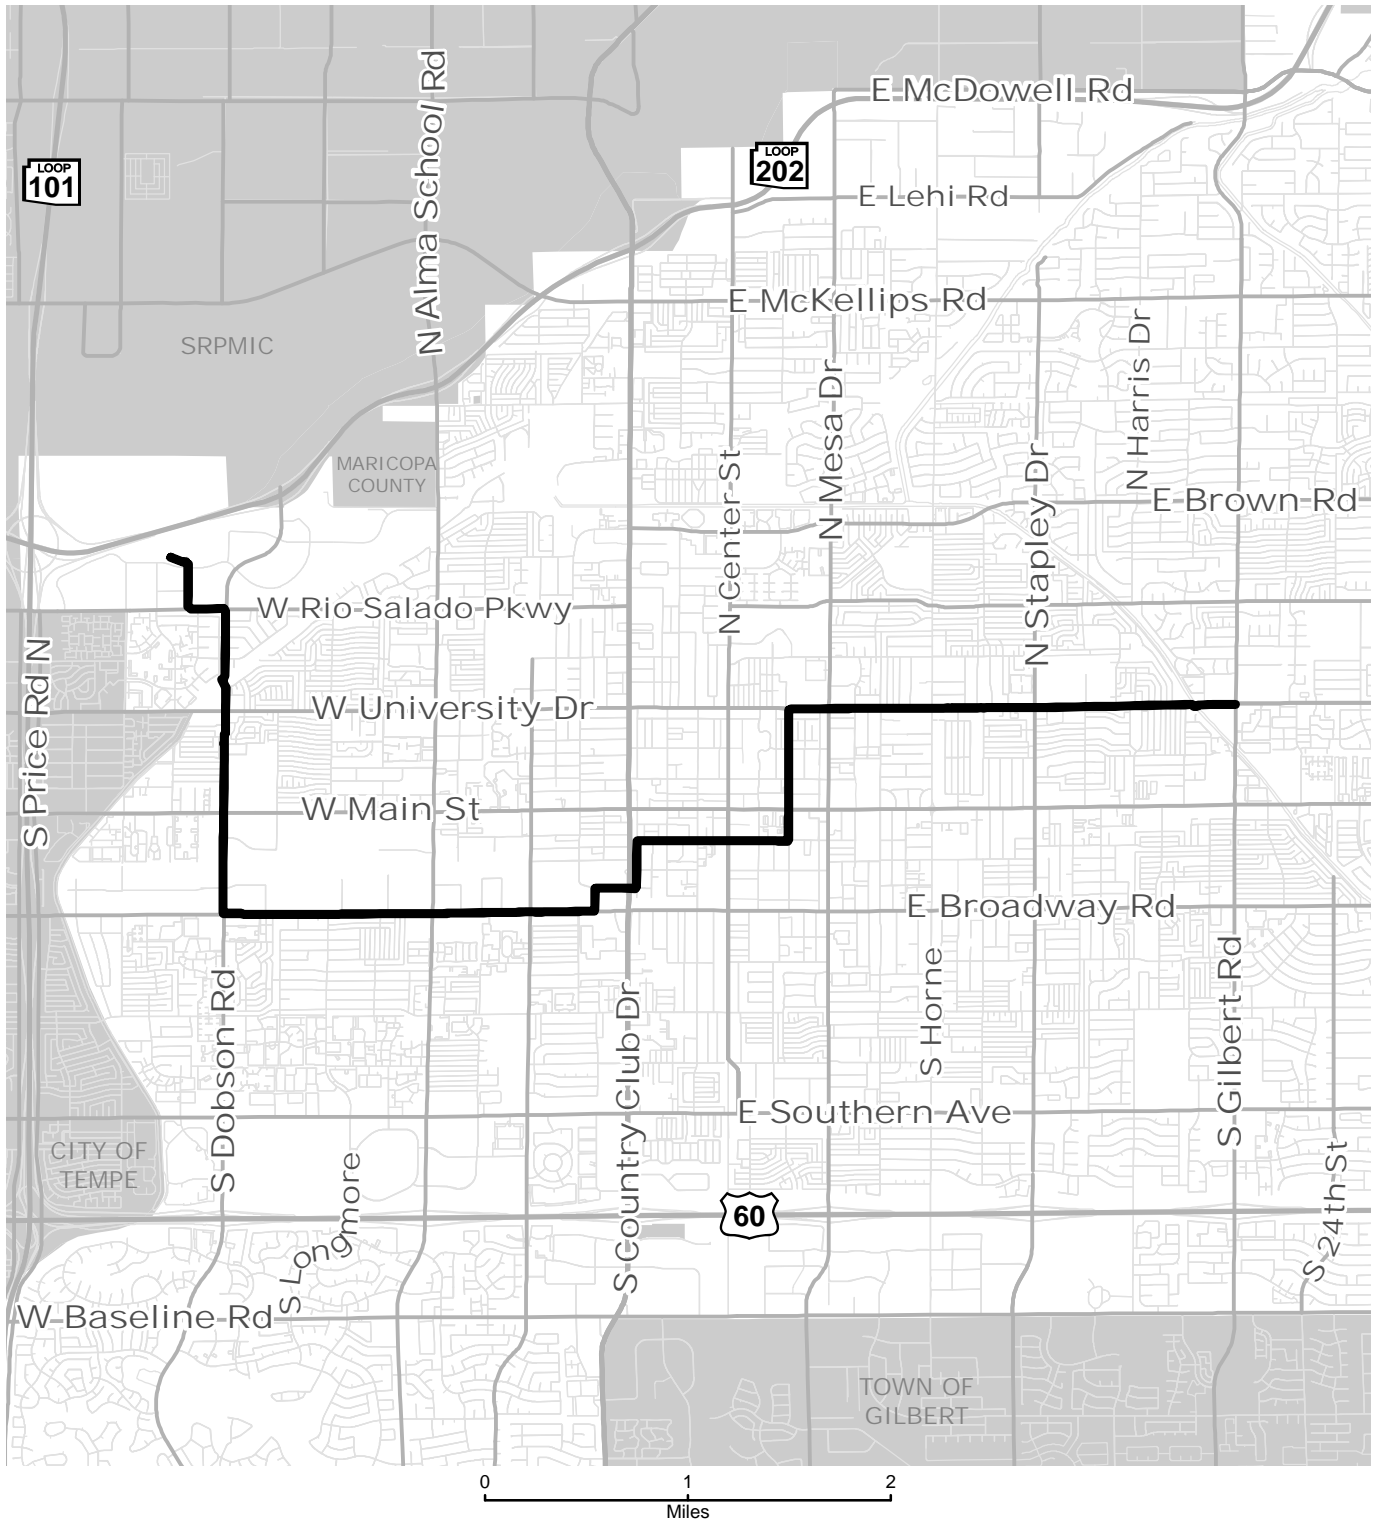 E McDowell Rd
LOOP
101
LOOP
202
N Alma School Rd
E Lehi Rd
E McKellips Rd
SRPMIC
N Harris Dr
N Mesa Dr
MARICOPA
COUNTY
N Center St
N Stapley Dr
E Brown Rd
W Rio Salado Pkwy
S Price Rd N
W University Dr
W Main St
E Broadway Rd
S Dobson Rd
S Country Club Dr
S Horne
S Gilbert Rd
E Southern Ave
CITY OF
TEMPE
S Longmore
60
S 24th St
W Baseline Rd
TOWN OF
GILBERT
0 1 2
Miles